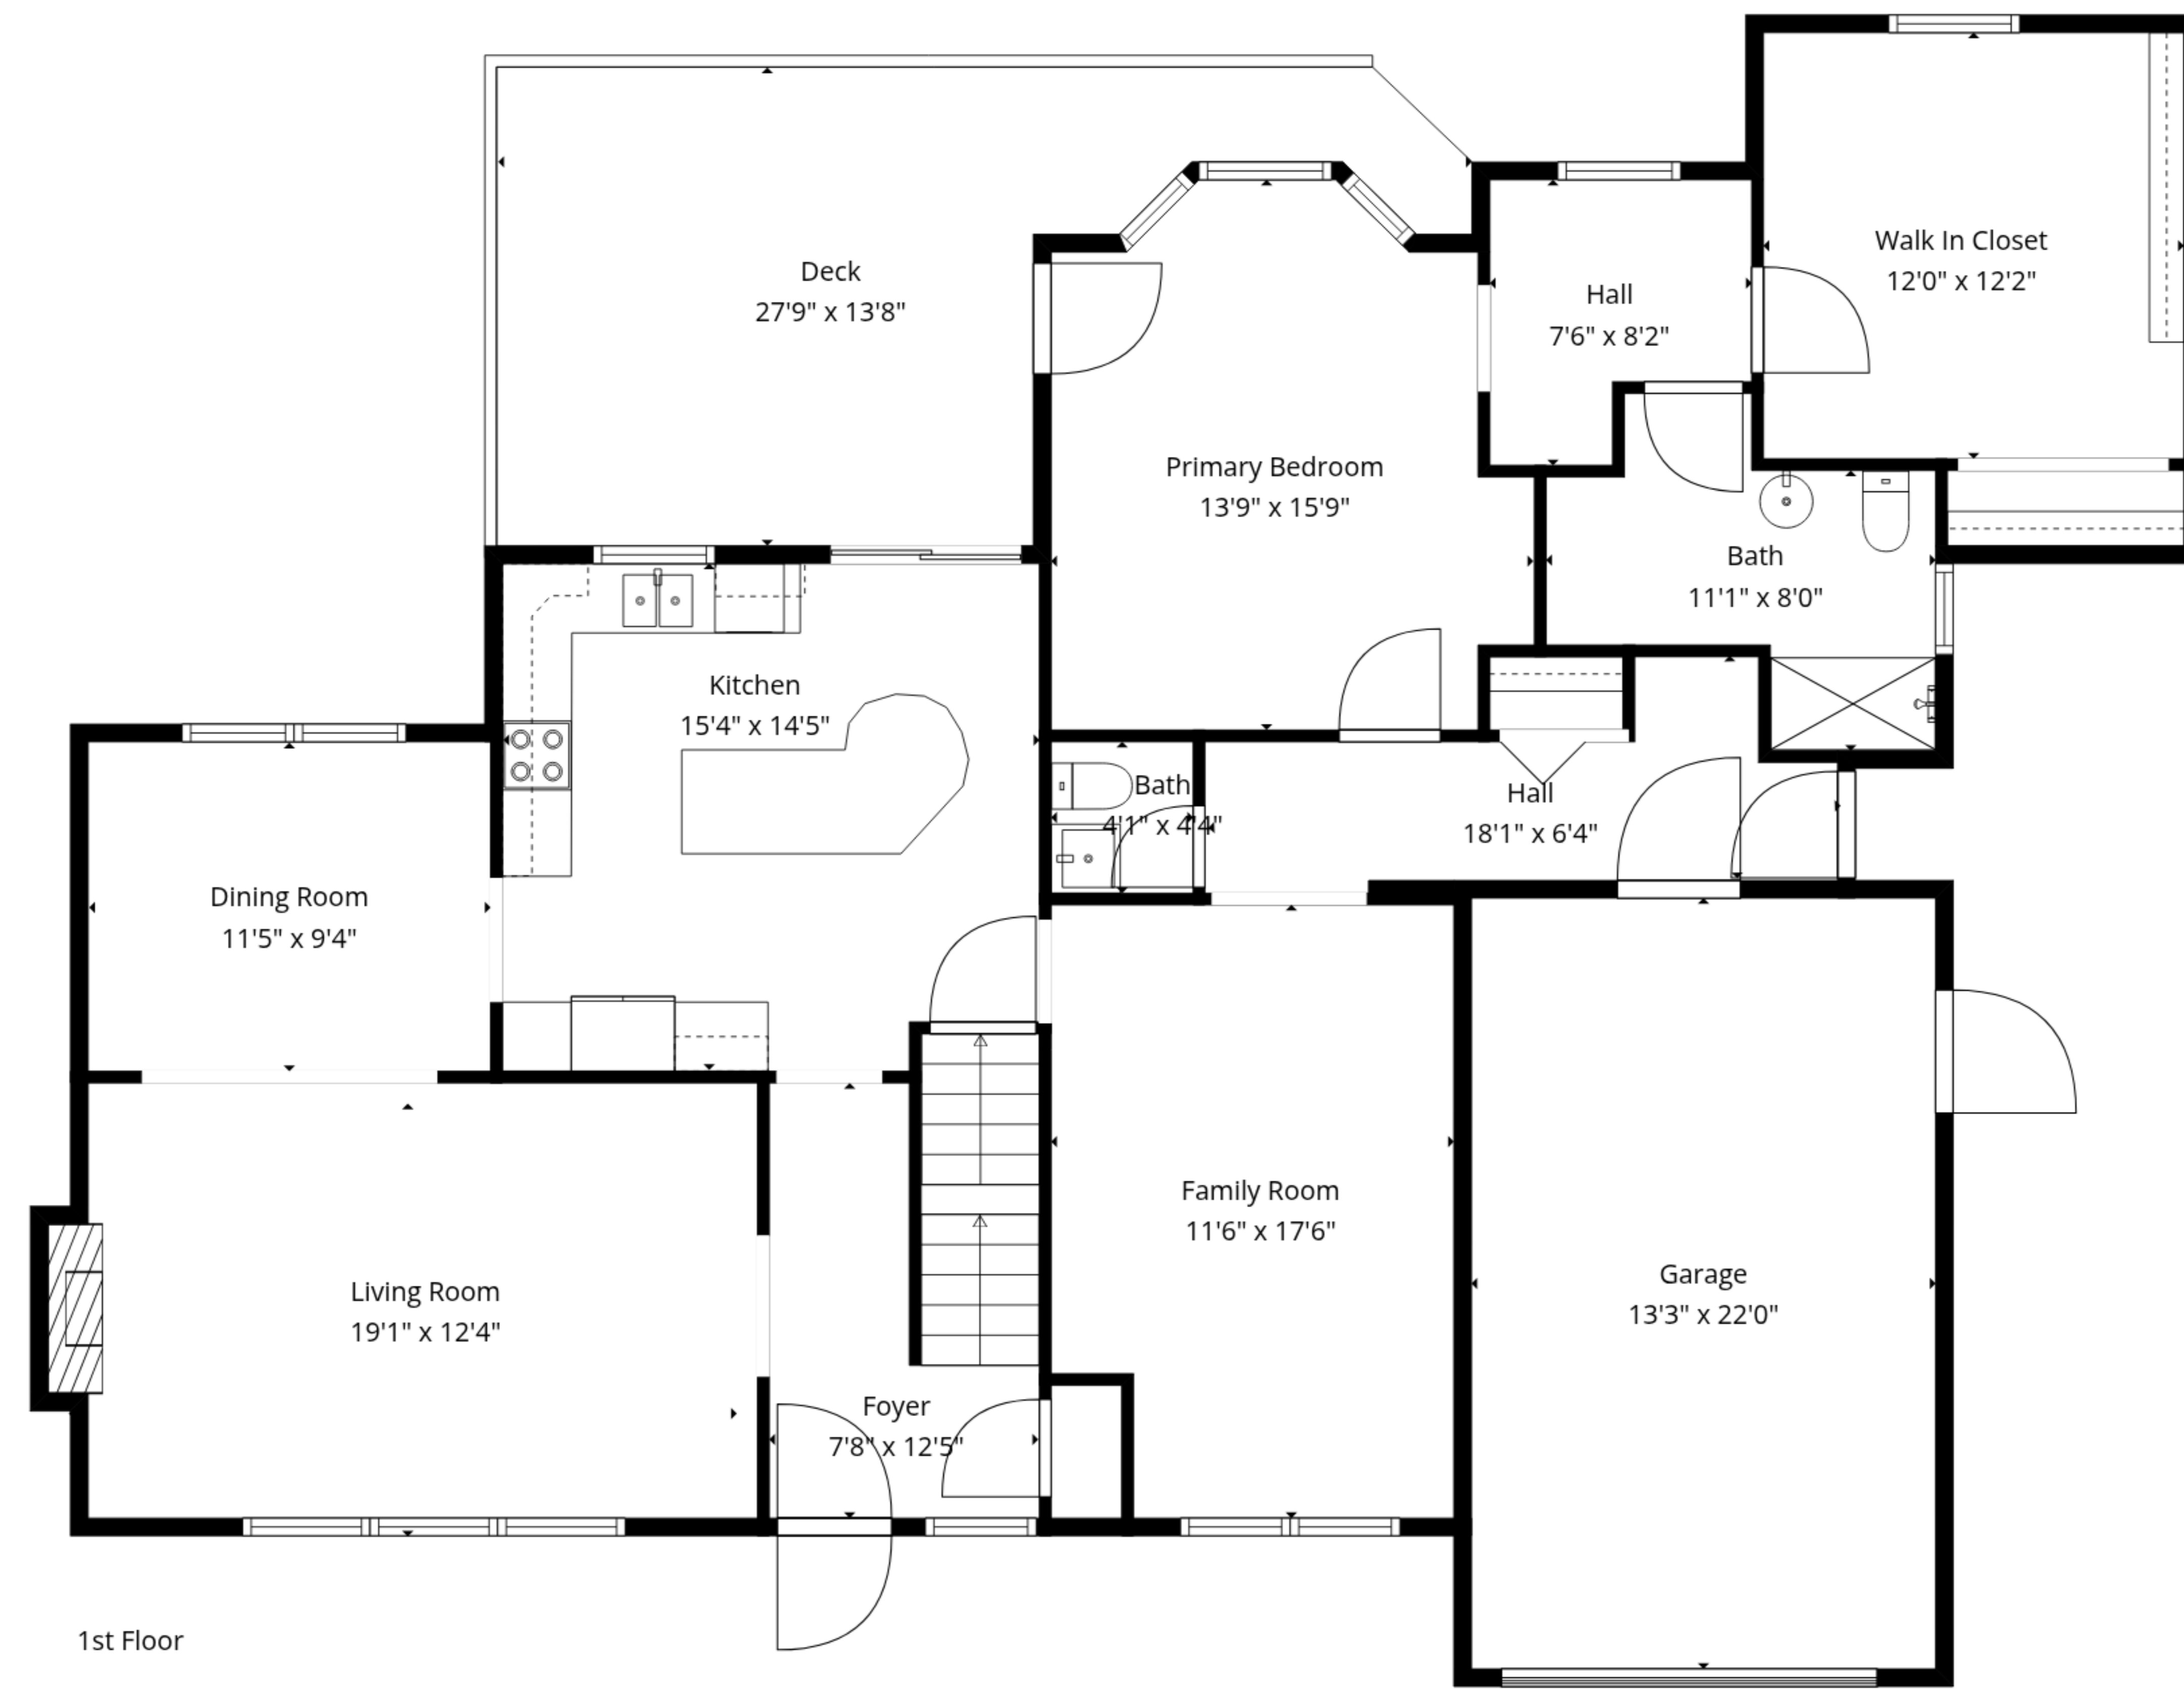 Walk In Closet
12'0" x 12'2"
Deck
27'9" x 13'8"
Hall
7'6" x 8'2"
Primary Bedroom
13'9" x 15'9"
Bath
11'1" x 8'0"
Kitchen
15'4" x 14'5"
Bath
4'1" x 4'4"
Hall
18'1" x 6'4"
Dining Room
11'5" x 9'4"
Family Room
11'6" x 17'6"
Garage
13'3" x 22'0"
Living Room
19'1" x 12'4"
Foyer
7'8" x 12'5"
1st Floor